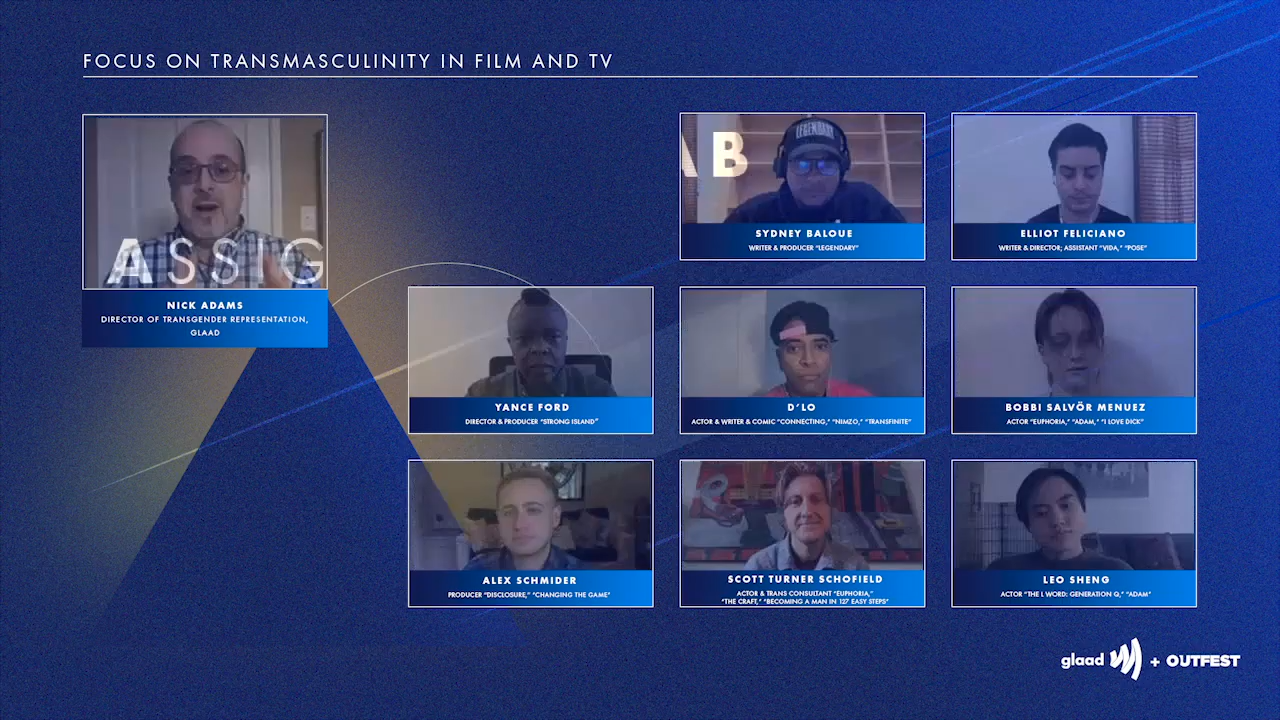 FOCUS ON TRANSMASCULINITY IN FILM AND TV
ASSIG
NICK ADAMS
DIRECTOR OF TRANSGENDER REPRESENTATION,
GLAAD
AB
LEGENDARY
SYDNEY BALOUE
WRITER & PRODUCER "LEGENDARY"
ELLIOT FELICIANO
WRITER & DIRECTOR; ASSISTANT "VIDA," "POSE"
YANCE FORD
DIRECTOR & PRODUCER "STRONG ISLAND"
D'LO
ACTOR & WRITER & COMIC "CONNECTING," "NIMZO," "TRANSFINITE"
BOBBI SALVÖR MENUEZ
ACTOR "EUPHORIA," "ADAM," "I LOVE DICK"
ALEX SCHMIDER
PRODUCER "DISCLOSURE," "CHANGING THE GAME"
SCOTT TURNER SCHOFIELD
ACTOR & TRANS CONSULTANT "EUPHORIA,"
"THE CRAFT," "BECOMING A MAN IN 127 EASY STEPS"
LEO SHENG
ACTOR "THE L WORD: GENERATION Q," "ADAM"
glaad + OUTFEST